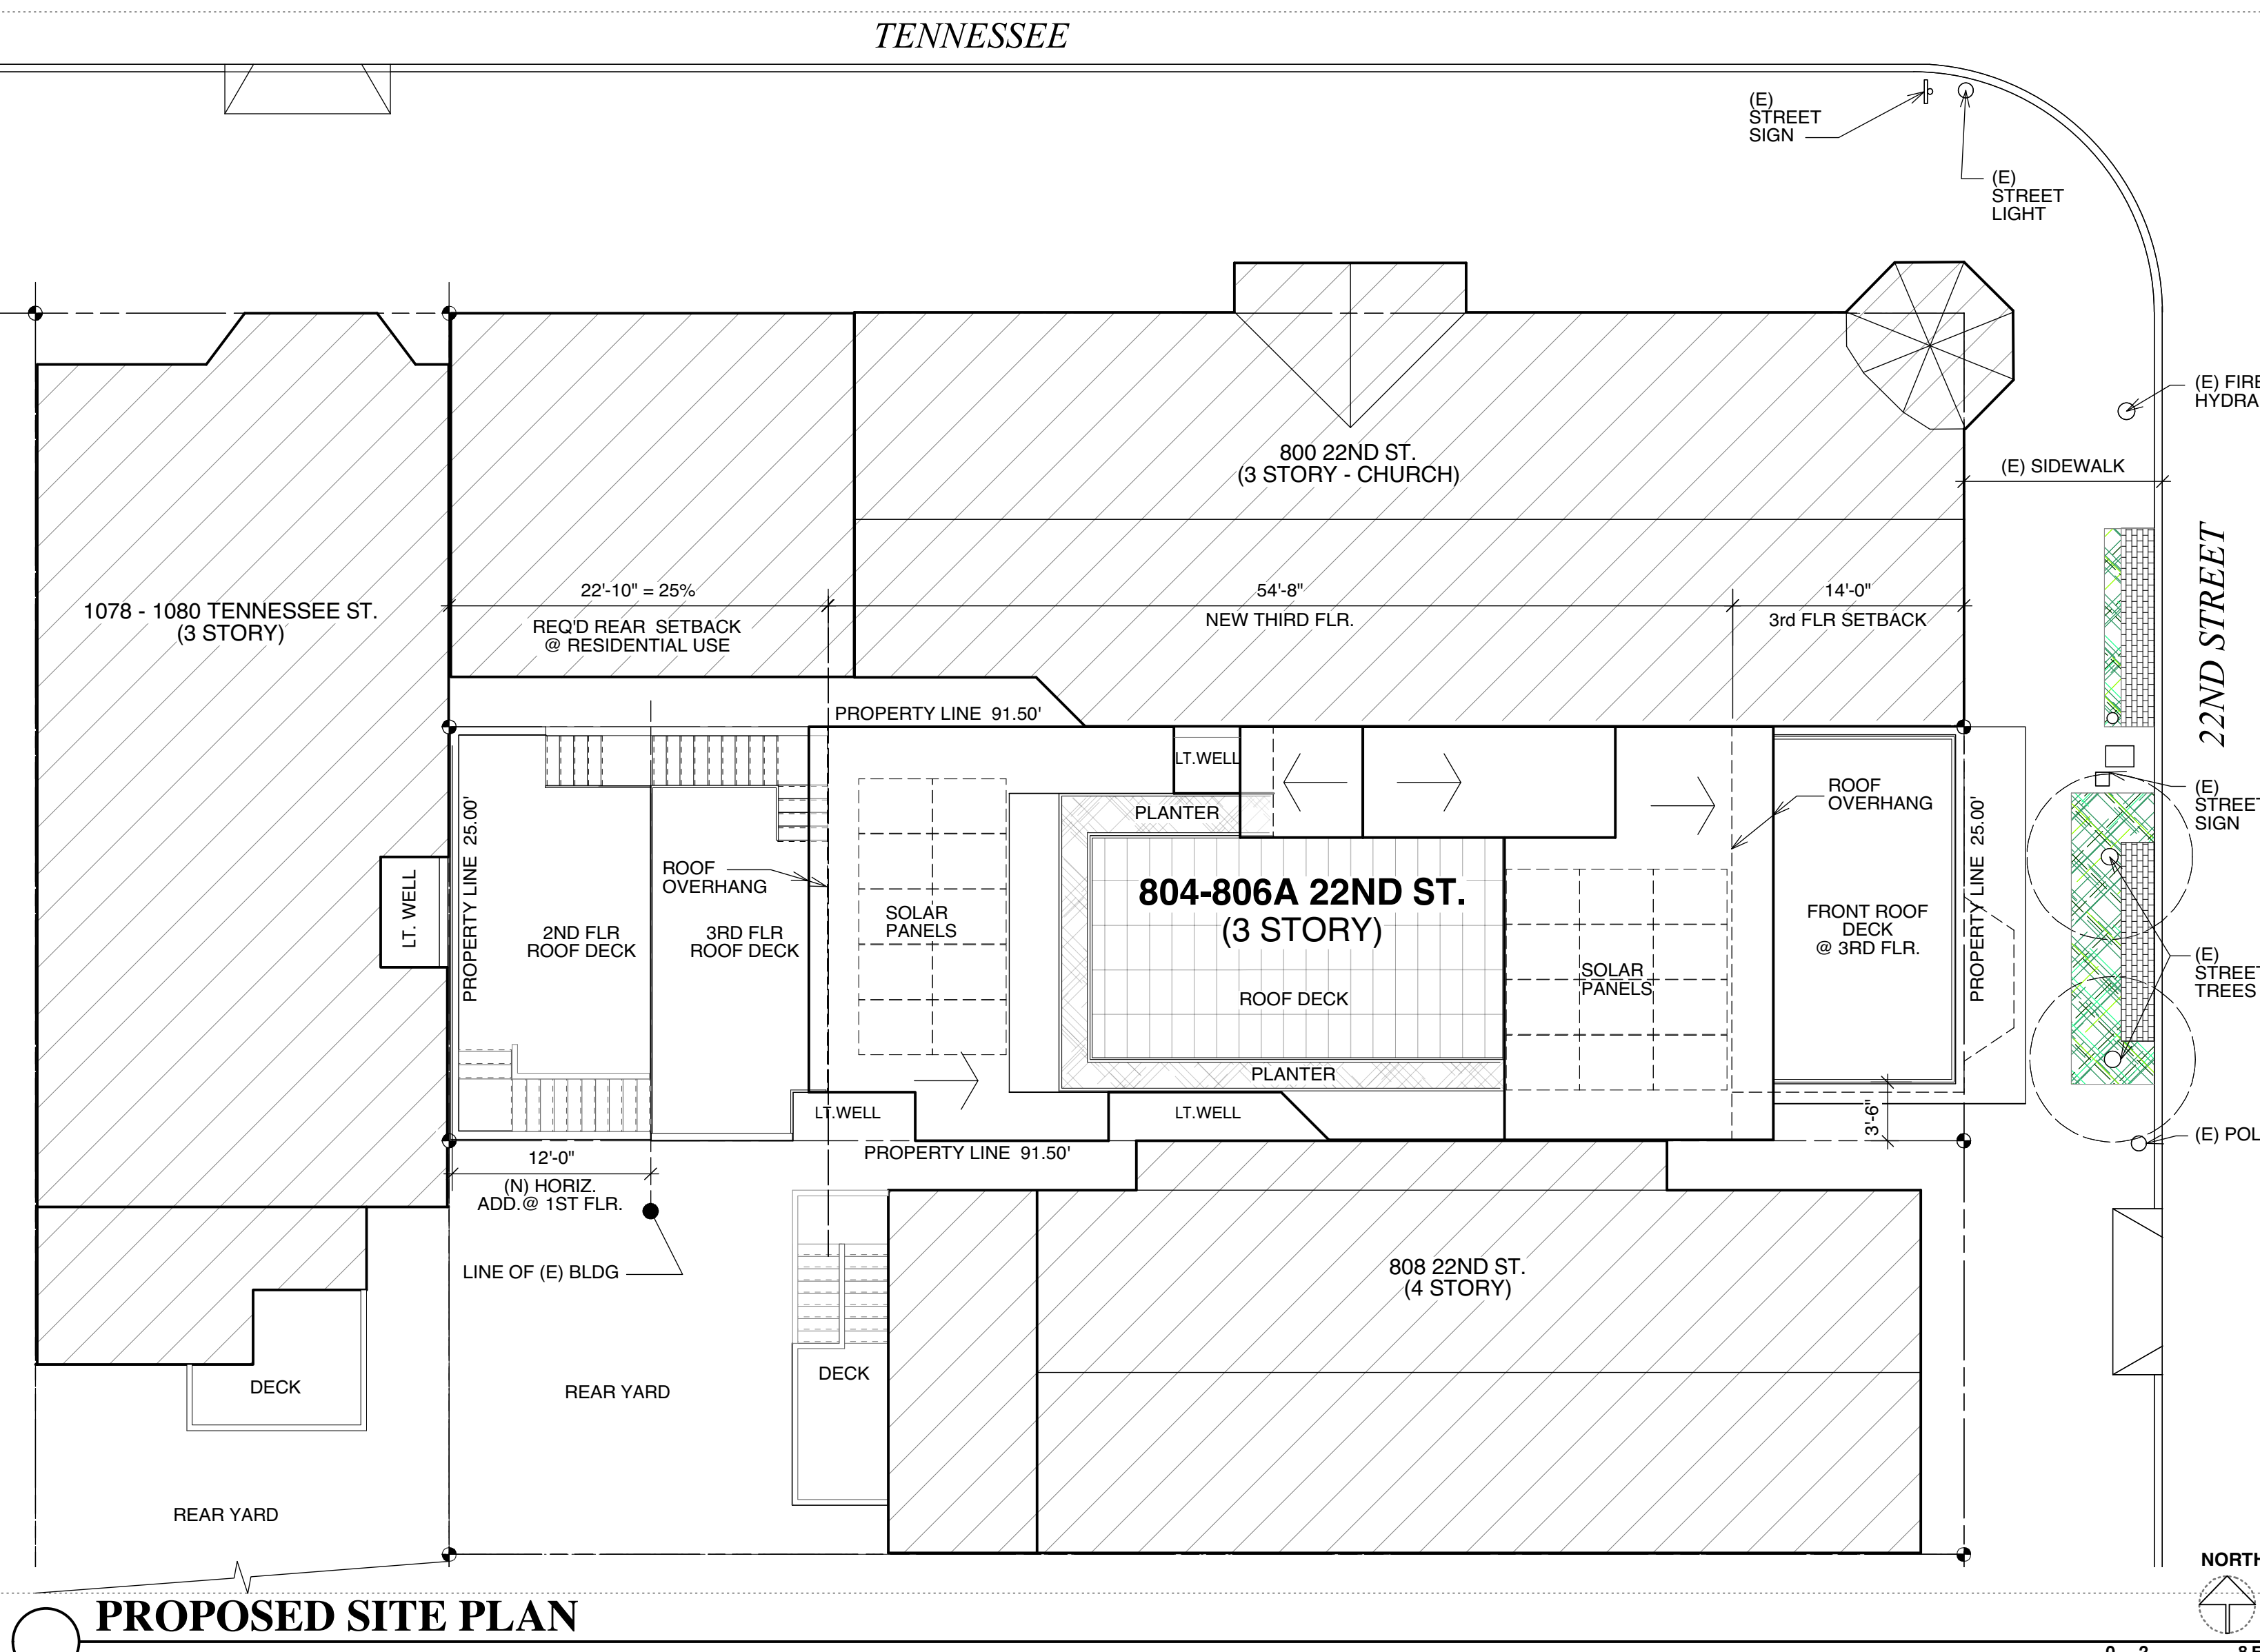 TENNESSEE
(E)
STREET
SIGN
(E)
STREET
LIGHT
(E) FIRE
HYDRA
800 22ND ST.
(3 STORY - CHURCH)
(E) SIDEWALK
22ND STREET
22'-10" = 25%
54'-8"
14'-0"
REQ'D REAR SETBACK
@ RESIDENTIAL USE
NEW THIRD FLR.
3rd FLR SETBACK
1078 - 1080 TENNESSEE ST.
(3 STORY)
PROPERTY LINE 91.50'
LT.WELL
PLANTER
ROOF
OVERHANG
(E)
STREET
SIGN
PROPERTY LINE 25.00'
PROPERTY LINE 25.00'
ROOF
OVERHANG
LT. WELL
804-806A 22ND ST.
(3 STORY)
SOLAR
PANELS
FRONT ROOF
DECK
@ 3RD FLR.
2ND FLR
ROOF DECK
3RD FLR
ROOF DECK
(E)
STREET
TREES
SOLAR
PANELS
ROOF DECK
PLANTER
LT.WELL
LT.WELL
3'-6"
(E) POL
PROPERTY LINE 91.50'
12'-0"
(N) HORIZ.
ADD.@ 1ST FLR.
LINE OF (E) BLDG
808 22ND ST.
(4 STORY)
DECK
DECK
REAR YARD
REAR YARD
NORTH
PROPOSED SITE PLAN